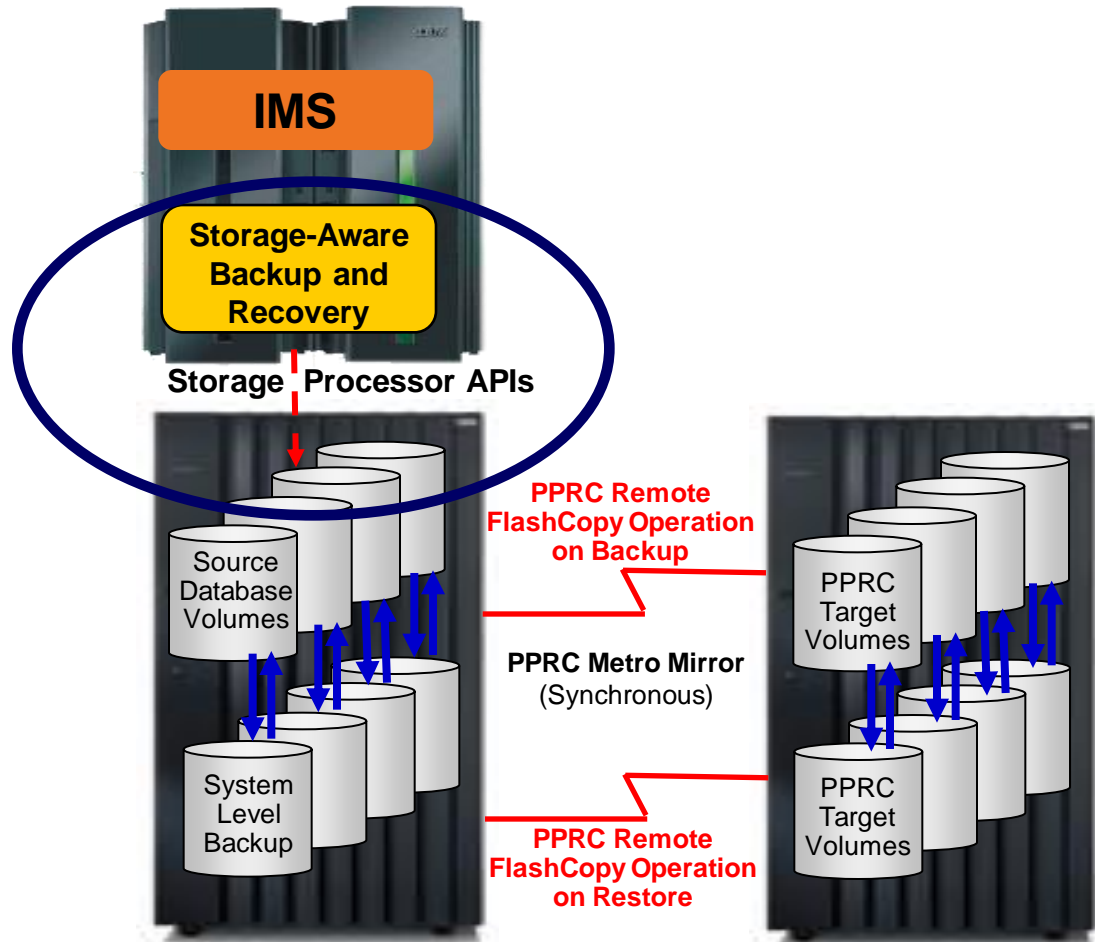 IMS
Storage-Aware
Backup and
Recovery
Storage Processor APIs
Source
Database
Volumes
System
Level
Backup
PPRC Remote
FlashCopy Operation
on Backup
PPRC Metro Mirror
(Synchronous)
PPRC Remote
FlashCopy Operation
on Restore
PPRC
Target
Volumes
PPRC
Target
Volumes